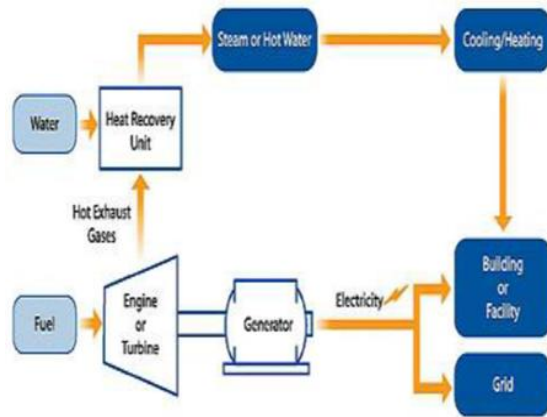 Steam or Hot Water
Cooling/Heating
Water
Heat Recovery
Unit
Hot Exhaust
Gases
Fuel
Engine
or
Turbine
Generator
Electricity
Building
or
Facility
Grid